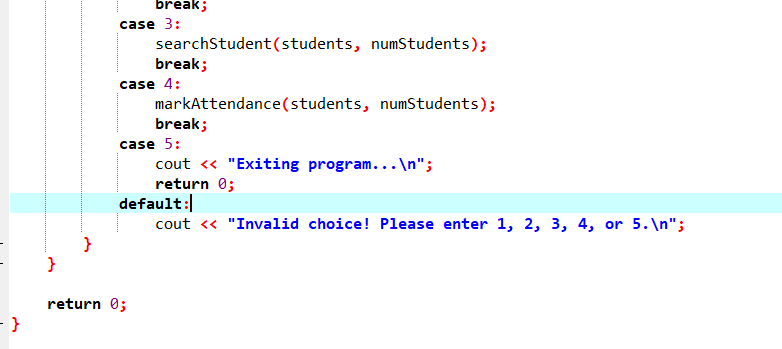 break;
case 3:
searchStudent(students, numStudents);
break;
case 4:
markAttendance(students, numStudents);
break;
case 5:
cout << "Exiting program...\n";
return 0;
default:
cout << "Invalid choice! Please enter 1, 2, 3, 4, or 5.\n";
}
}
return 0;
}